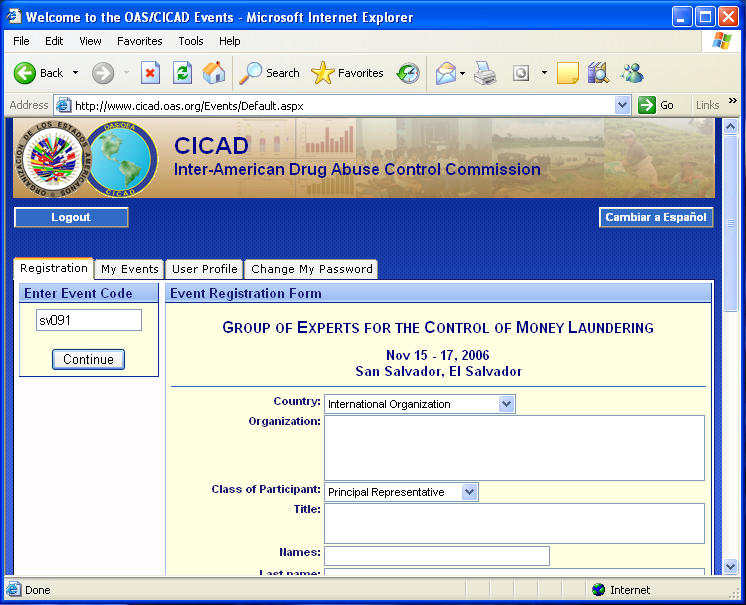 Welcome to the OAS/CICAD Events - Microsoft Internet Explorer
File Edit View Favorites Tools Help
Back Search Favorites
Address http://www.cicad.oas.org/Events/Default.aspx Go Links »
ORGANIZACION DE LOS ESTADOS AMERICANOS
OAS/OEA
CICAD
CICAD
Inter-American Drug Abuse Control Commission
Logout Cambiar a Español
Registration My Events User Profile Change My Password
Enter Event Code
sv091
Continue
Event Registration Form
GROUP OF EXPERTS FOR THE CONTROL OF MONEY LAUNDERING
Nov 15 - 17, 2006
San Salvador, El Salvador
Country: International Organization
Organization:
Class of Participant: Principal Representative
Title:
Names:
Last name:
Done Internet